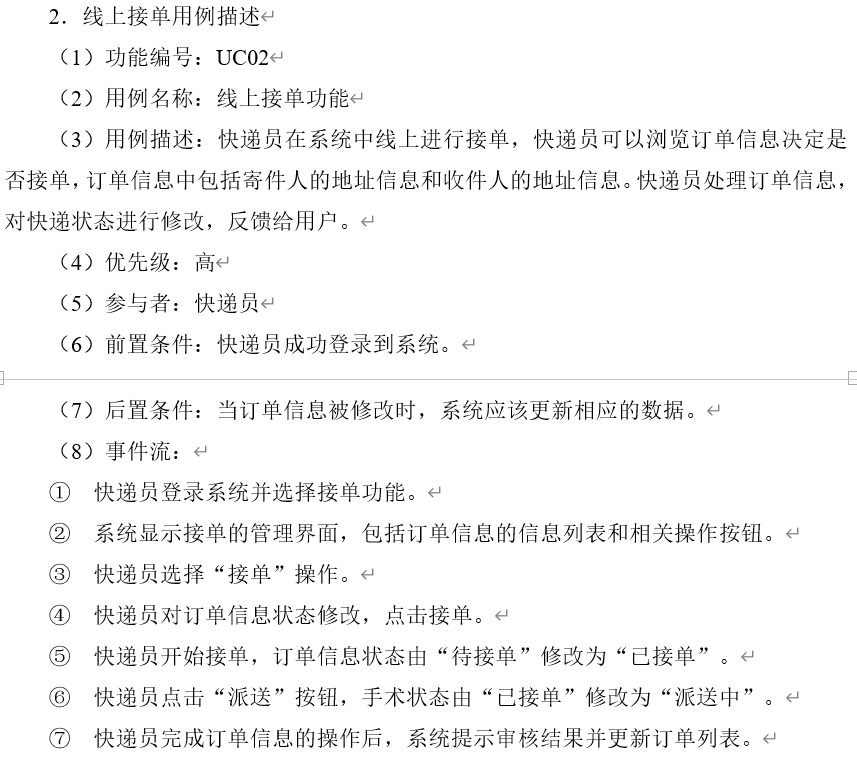 2．线上接单用例描述
（1）功能编号：UC02
（2）用例名称：线上接单功能
（3）用例描述：快递员在系统中线上进行接单，快递员可以浏览订单信息决定是
否接单，订单信息中包括寄件人的地址信息和收件人的地址信息。快递员处理订单信息，
对快递状态进行修改，反馈给用户。
（4）优先级：高
（5）参与者：快递员
（6）前置条件：快递员成功登录到系统。
（7）后置条件：当订单信息被修改时，系统应该更新相应的数据。
（8）事件流：
① 快递员登录系统并选择接单功能。
② 系统显示接单的管理界面，包括订单信息的信息列表和相关操作按钮。
③ 快递员选择“接单”操作。
④ 快递员对订单信息状态修改，点击接单。
⑤ 快递员开始接单，订单信息状态由“待接单”修改为“已接单”。
⑥ 快递员点击“派送”按钮，手术状态由“已接单”修改为“派送中”。
⑦ 快递员完成订单信息的操作后，系统提示审核结果并更新订单列表。